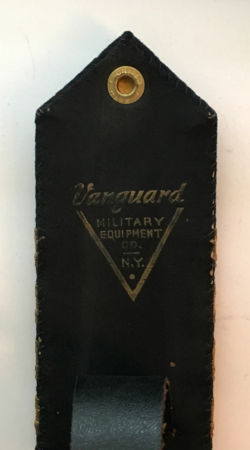 Vanguard
MILITARY
EQUIPMENT
CO.
N.Y.